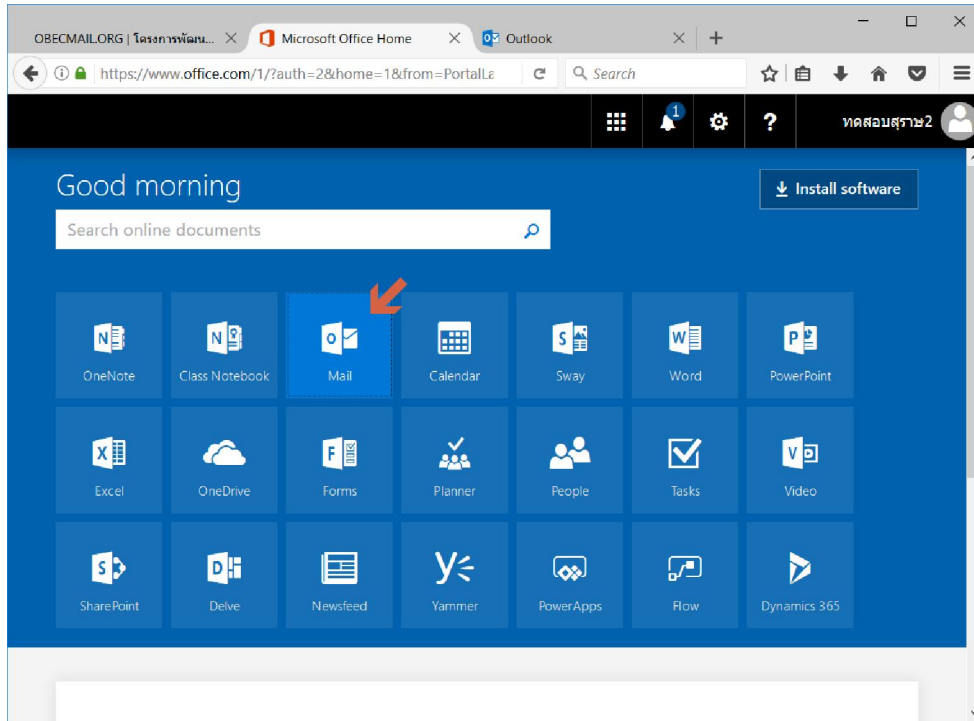 OBECMAIL.ORG | โครงการพัฒน...
Microsoft Office Home
Outlook
https://www.office.com/1/?auth=2&home=1&from=PortalLa
Search
1
?
ทดสอบสุราษ2
Good morning
Install software
Search online documents
OneNote
Class Notebook
Mail
Calendar
Sway
Word
PowerPoint
Excel
OneDrive
Forms
Planner
People
Tasks
Video
SharePoint
Delve
Newsfeed
Yammer
PowerApps
Flow
Dynamics 365